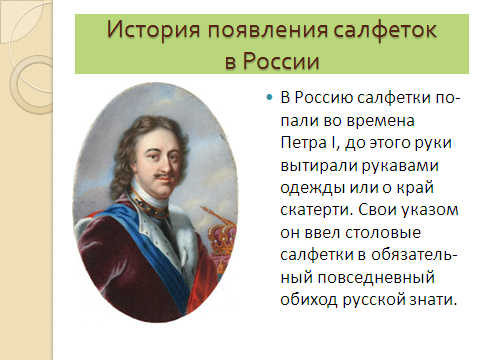 История появления салфеток
в России
В Россию салфетки по-
пали во времена
Петра I, до этого руки
вытирали рукавами
одежды или о край
скатерти. Свои указом
он ввел столовые
салфетки в обязатель-
ный повседневный
обиход русской знати.